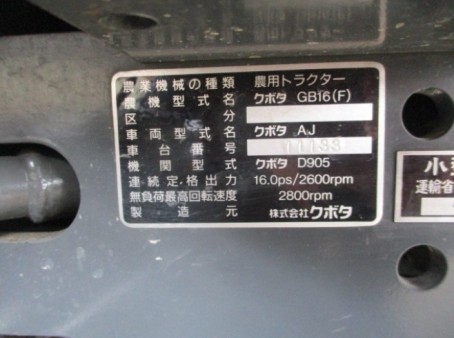 農業機械の種類 農用トラクター
農機型式名 クボタ GB16(F)
区分
車両型式名 クボタ AJ
車台番号 11133
機関型式 クボタ D905
連続定格出力 16.0ps/2600rpm
無負荷最高回転速度 2800rpm
製造元 株式会社クボタ
小型
運輸省